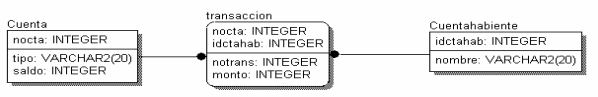 Cuenta
nocta: INTEGER
tipo: VARCHAR2(20)
saldo: INTEGER
transaccion
nocta: INTEGER
idctahab: INTEGER
notrans: INTEGER
monto: INTEGER
Cuentahabiente
idctahab: INTEGER
nombre: VARCHAR2(20)